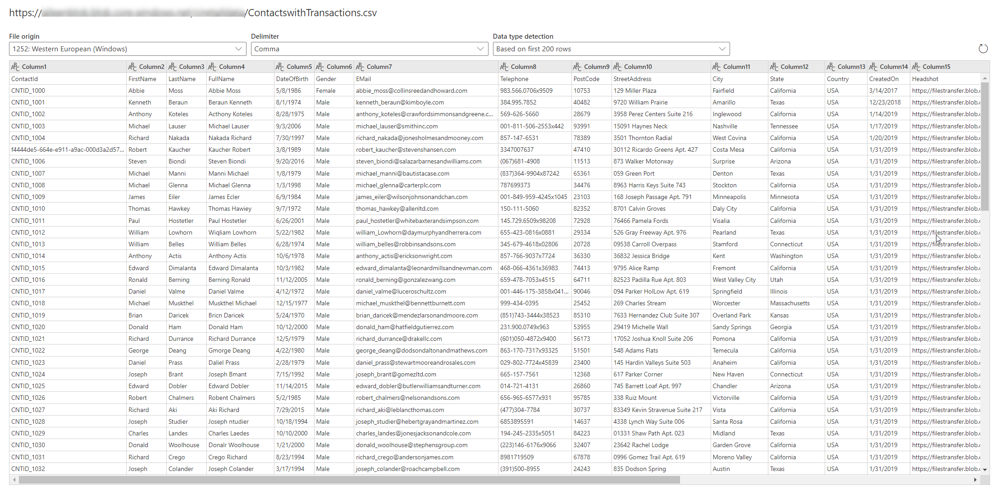 https:// /ContactswithTransactions.csv
File origin Delimiter Data type detection
1252: Western European (Windows) Comma Based on first 200 rows
ABC Column1 ABC Column2 ABC Column3 ABC Column4 ABC Column5 ABC Column6 ABC Column7 ABC Column8 ABC Column9 ABC Column10 ABC Column11 ABC Column12 ABC Column13 ABC Column14 ABC Column15
ContactId FirstName LastName FullName DateOfBirth Gender EMail Telephone PostCode StreetAddress City State Country CreatedOn Headshot
CNTID_1000 Abbie Moss Abbie Moss 5/8/1986 Female abbie_moss@collinsreedandhoward.com 983.566.0706x9509 10753 129 Miller Plaza Fairfield California USA 3/14/2017 https://filestransfer.blob.c
CNTID_1001 Kenneth Beraun Beraun Kenneth 8/1/1974 Male kenneth_beraun@kimboyle.com 384.995.7852 40482 9720 William Prairie Amarillo Texas USA 12/23/2018 https://filestransfer.blob.c
CNTID_1002 Anthony Koteles Acthony Koteles 8/28/1975 Male anthony_koteles@crawfordsimmonsandgreene.c... 569-626-5660 28679 3958 Perez Centers Suite 216 Inglewood California USA 1/14/2019 https://filestransfer.blob.c
CNTID_1003 Michael Lauser Michael Lauser 9/3/2006 Male michael_lauser@smithinc.com 001-811-506-2553x442 93991 15091 Haynes Neck Nashville Tennessee USA 1/17/2019 https://filestransfer.blob.c
CNTID_1004 Richard Nakada Nakada Richard 7/30/1997 Male richard_nakada@jonesholmesandmooney.com 857-147-6531 78389 3501 Thornton Radial West Covina California USA 1/20/2019 https://filestransfer.blob.c
f4444de5-664e-e911-a9ac-000d3a2d57... Robert Kaucher Kaucher Robert 3/8/1989 Male robert_kaucher@stevenshansen.com 3347007637 47410 30112 Ricardo Greens Apt. 427 Costa Mesa California USA 1/31/2019 https://filestransfer.blob.c
CNTID_1006 Steven Biondi Steven Biondi 9/20/2016 Male steven_biondi@salazarbarnesandwilliams.com (067)681-4908 11513 873 Walker Motorway Surprise Arizona USA 1/31/2019 https://filestransfer.blob.c
CNTID_1007 Michael Manni Manni Michael 1/8/1979 Male michael_manni@bautistacase.com (837)364-9904x87242 65361 059 Green Port Denton Texas USA 1/31/2019 https://filestransfer.blob.c
CNTID_1008 Michael Glenna Michael Glenna 1/3/1998 Male michael_glenna@carterplc.com 787699373 34476 8963 Harris Keys Suite 743 Stockton California USA 1/31/2019 https://filestransfer.blob.c
CNTID_1009 James Eiler James Ecler 6/9/1984 Male james_eiler@wilsonjohnsonandchan.com 001-849-959-4245x1045 23103 168 Joseph Passage Apt. 791 Minneapolis Minnesota USA 1/31/2019 https://filestransfer.blob.c
CNTID_1010 Thomas Hawkey Thomas Hawiey 9/7/1972 Male thomas_hawkey@allenltd.com 150-111-5060 82352 8701 Calvin Groves Daly City California USA 1/31/2019 https://filestransfer.blob.c
CNTID_1011 Paul Hostetler Paul Hostetler 6/26/2001 Male paul_hostetler@whitebaxterandsimpson.com 145.729.6509x98208 72928 76466 Pamela Fords Visalia California USA 1/31/2019 https://filestransfer.blob.c
CNTID_1012 William Lowhorn Wiqliam Lowhorn 5/22/1982 Male william_Lowhorn@daymurphyandherrera.com 655-423-0816x0881 29334 526 Gray Freeway Apt. 976 Pearland Texas USA 1/31/2019 https://filestransfer.blob.c
CNTID_1013 William Belles William Belles 6/28/1974 Male william_belles@robbinsandsons.com 345-679-4618x02806 20728 09538 Carroll Overpass Stamford Connecticut USA 1/31/2019 https://filestransfer.blob.c
CNTID_1014 Anthony Actis Anthony Actis 10/6/1978 Male anthony_actis@ericksonwright.com 857-766-9037x7724 36330 36832 Jessica Bridge Kent Washington USA 1/31/2019 https://filestransfer.blob.c
CNTID_1015 Edward Dimalanta Edward Dimalanta 10/3/1982 Male edward_dimalanta@leonardmillsandnewman.com 468-066-4361x36983 74413 9795 Alice Ramp Fremont California USA 1/31/2019 https://filestransfer.blob.c
CNTID_1016 Ronald Berning Berning Ronald 11/12/2005 Male ronald_berning@gonzalezwang.com 659-478-7053x4515 64711 82523 Padilla Rue Apt. 803 West Valley City Utah USA 1/31/2019 https://filestransfer.blob.c
CNTID_1017 Daniel Valme Daniel Valme 4/12/1972 Male daniel_valme@luceroschultz.com 001-446-175-3858x041... 90046 094 Parker HolLow Apt. 619 Springfield Illinois USA 1/31/2019 https://filestransfer.blob.c
CNTID_1018 Michael Muskthel Muskthel Michael 12/15/1977 Male michael_muskthel@bennettburnett.com 999-434-0395 25452 269 Charles Stream Worcester Massachusetts USA 1/31/2019 https://filestransfer.blob.c
CNTID_1019 Brian Daricek Bricn Daricek 5/24/1970 Male brian_daricek@mendezlarsonandmoore.com (851)743-3444x38523 85310 7633 Hernandez Club Suite 307 Overland Park Kansas USA 1/31/2019 https://filestransfer.blob.c
CNTID_1020 Donald Ham Donald Ham 10/12/2000 Male donald_ham@hatfieldgutierrez.com 231.900.0749x963 53955 29419 Michelle Wall Sandy Springs Georgia USA 1/31/2019 https://filestransfer.blob.c
CNTID_1021 Richard Durrance Richard Durrance 12/5/1979 Male richard_durrance@drakellc.com (601)050-4872x9400 56173 17052 Joshua Knoll Suite 206 Pomona California USA 1/31/2019 https://filestransfer.blob.c
CNTID_1022 George Deang Gmorge Deang 4/22/1980 Male george_deang@dodsondaltonandmathews.com 863-170-7317x93325 51501 548 Adams Flats Temecula California USA 1/31/2019 https://filestransfer.blob.c
CNTID_1023 Daniel Prass Daliel Prass 2/28/1979 Male daniel_prass@stewartmooreandrosales.com 029-802-7724x45839 23400 145 Hardin Valleys Suite 503 Anaheim California USA 1/31/2019 https://filestransfer.blob.c
CNTID_1024 Joseph Brant Joseph Bmant 7/15/1992 Male joseph_brant@gomezltd.com 665-157-7561 12368 617 Parker Corner New Haven Connecticut USA 1/31/2019 https://filestransfer.blob.c
CNTID_1025 Edward Dobler Edward Dobler 11/14/2015 Male edward_dobler@butlerwilliamsandturner.com 014-721-4131 26860 745 Barrett Loaf Apt. 997 Chandler Arizona USA 1/31/2019 https://filestransfer.blob.c
CNTID_1026 Robert Chalmers Robent Chalmers 5/2/1985 Male robert_chalmers@nelsonandsons.com 656-965-6577x931 95785 338 Ruiz Mount Victorville California USA 1/31/2019 https://filestransfer.blob.c
CNTID_1027 Richard Aki Aki Richard 7/29/2015 Male richard_aki@leblancthomas.com (477)304-7784 30737 83349 Kevin Stravenue Suite 217 Vista California USA 1/31/2019 https://filestransfer.blob.c
CNTID_1028 Joseph Studier Joseph ntudier 10/18/1994 Male joseph_studier@hebertgrayandmartinez.com 6853895591 14637 4338 Lynch Way Suite 006 Santa Rosa California USA 1/31/2019 https://filestransfer.blob.c
CNTID_1029 Charles Landes Charles Laedes 10/10/2000 Male charles_landes@jonesjacksonandcole.com 194-245-2335x5051 84223 01331 Shaw Path Apt. 023 Midland Texas USA 1/31/2019 https://filestransfer.blob.c
CNTID_1030 Donald Woolhouse Donalr Woolhouse 1/21/2000 Male donald_woolhouse@stephensgroup.com (223)146-6176x9066 32407 23642 Rachel Lodge Garden Grove California USA 1/31/2019 https://filestransfer.blob.c
CNTID_1031 Richard Crego Crego Richard 8/23/1994 Male richard_crego@andersonjames.com 8981719509 67878 0996 Gomez Trail Apt. 619 Moreno Valley California USA 1/31/2019 https://filestransfer.blob.c
CNTID_1032 Joseph Colander Joseph Colander 3/17/1994 Male joseph_colander@roachcampbell.com (391)500-8955 24243 835 Dodson Spring Austin Texas USA 1/31/2019 https://filestransfer.blob.c